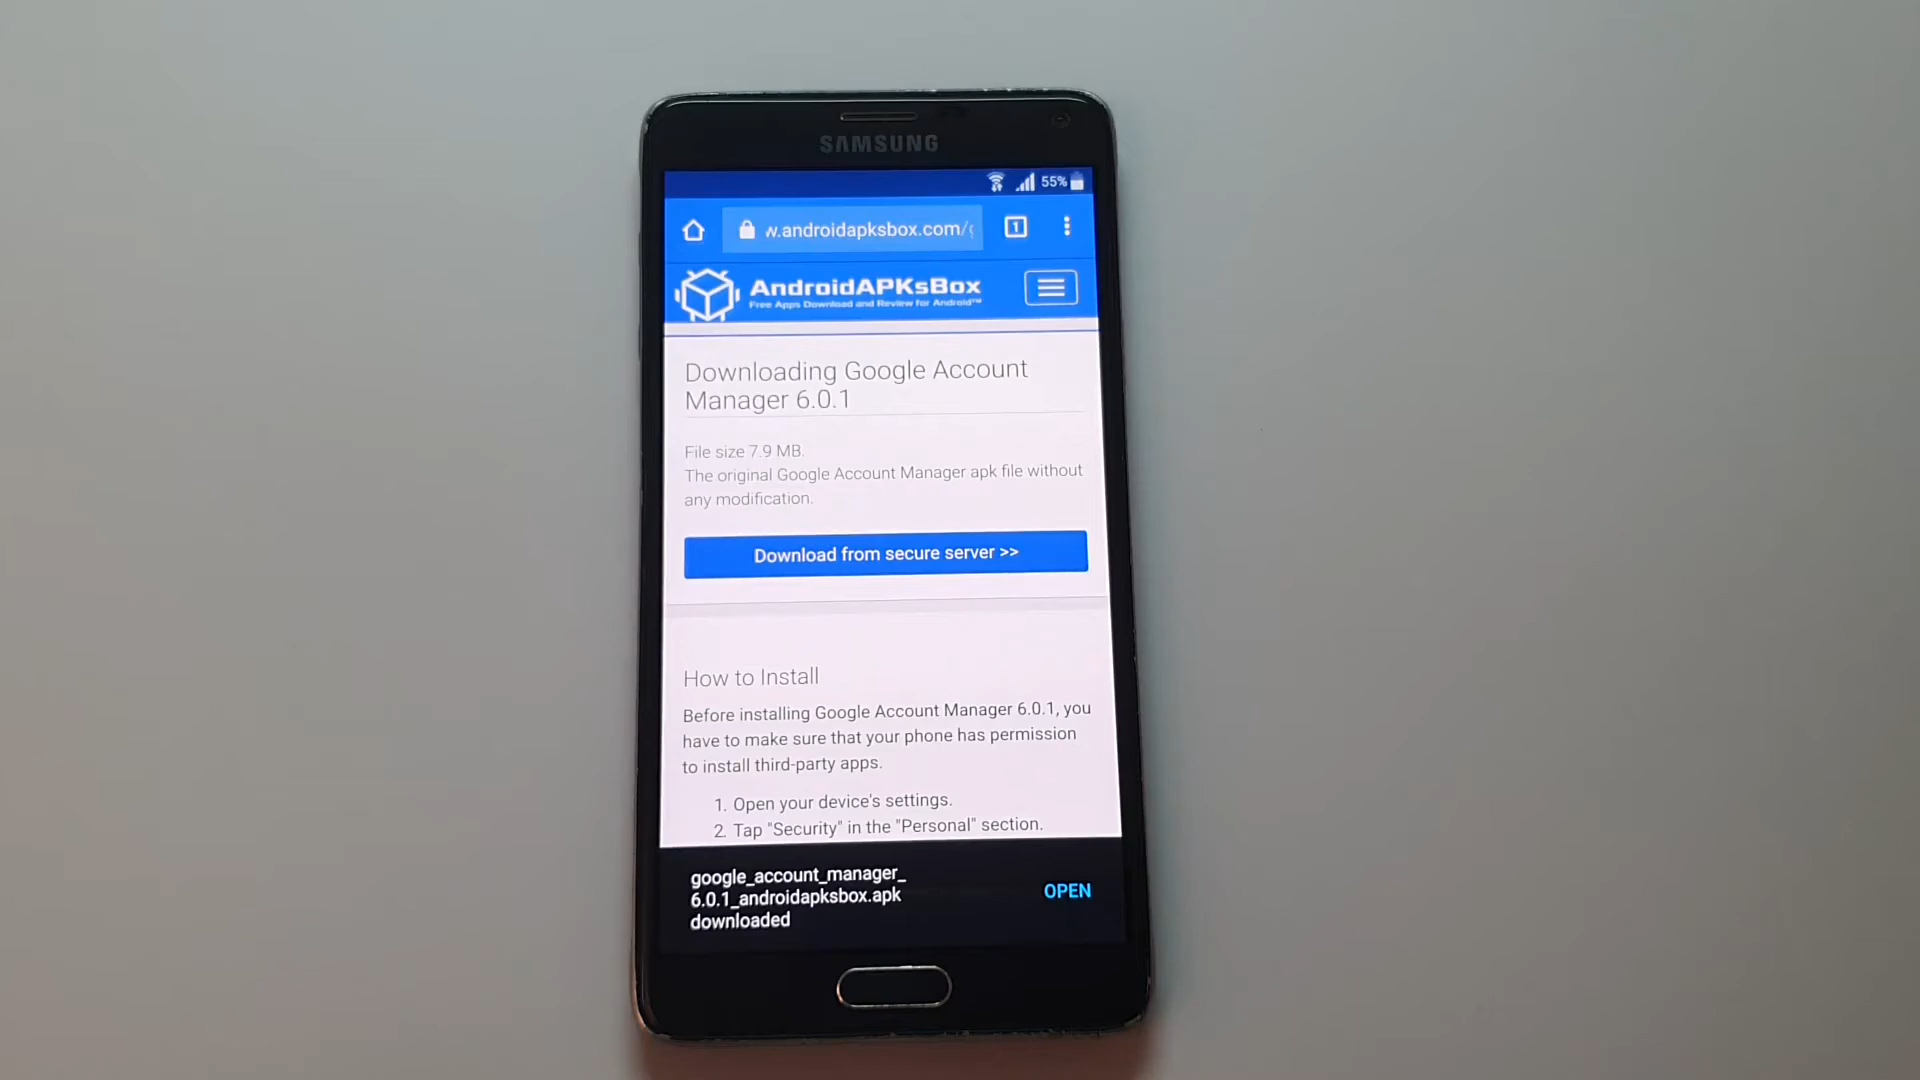 SAMSUNG
55%
w.androidapksbox.com/
1
AndroidAPKsBox
Free Apps Download and Review for Android™
Downloading Google Account
Manager 6.0.1
File size 7.9 MB.
The original Google Account Manager apk file without
any modification.
Download from secure server >>
How to Install
Before installing Google Account Manager 6.0.1, you
have to make sure that your phone has permission
to install third-party apps.
1. Open your device's settings.
2. Tap "Security" in the "Personal" section.
google_account_manager_
6.0.1_androidapksbox.apk
downloaded
OPEN